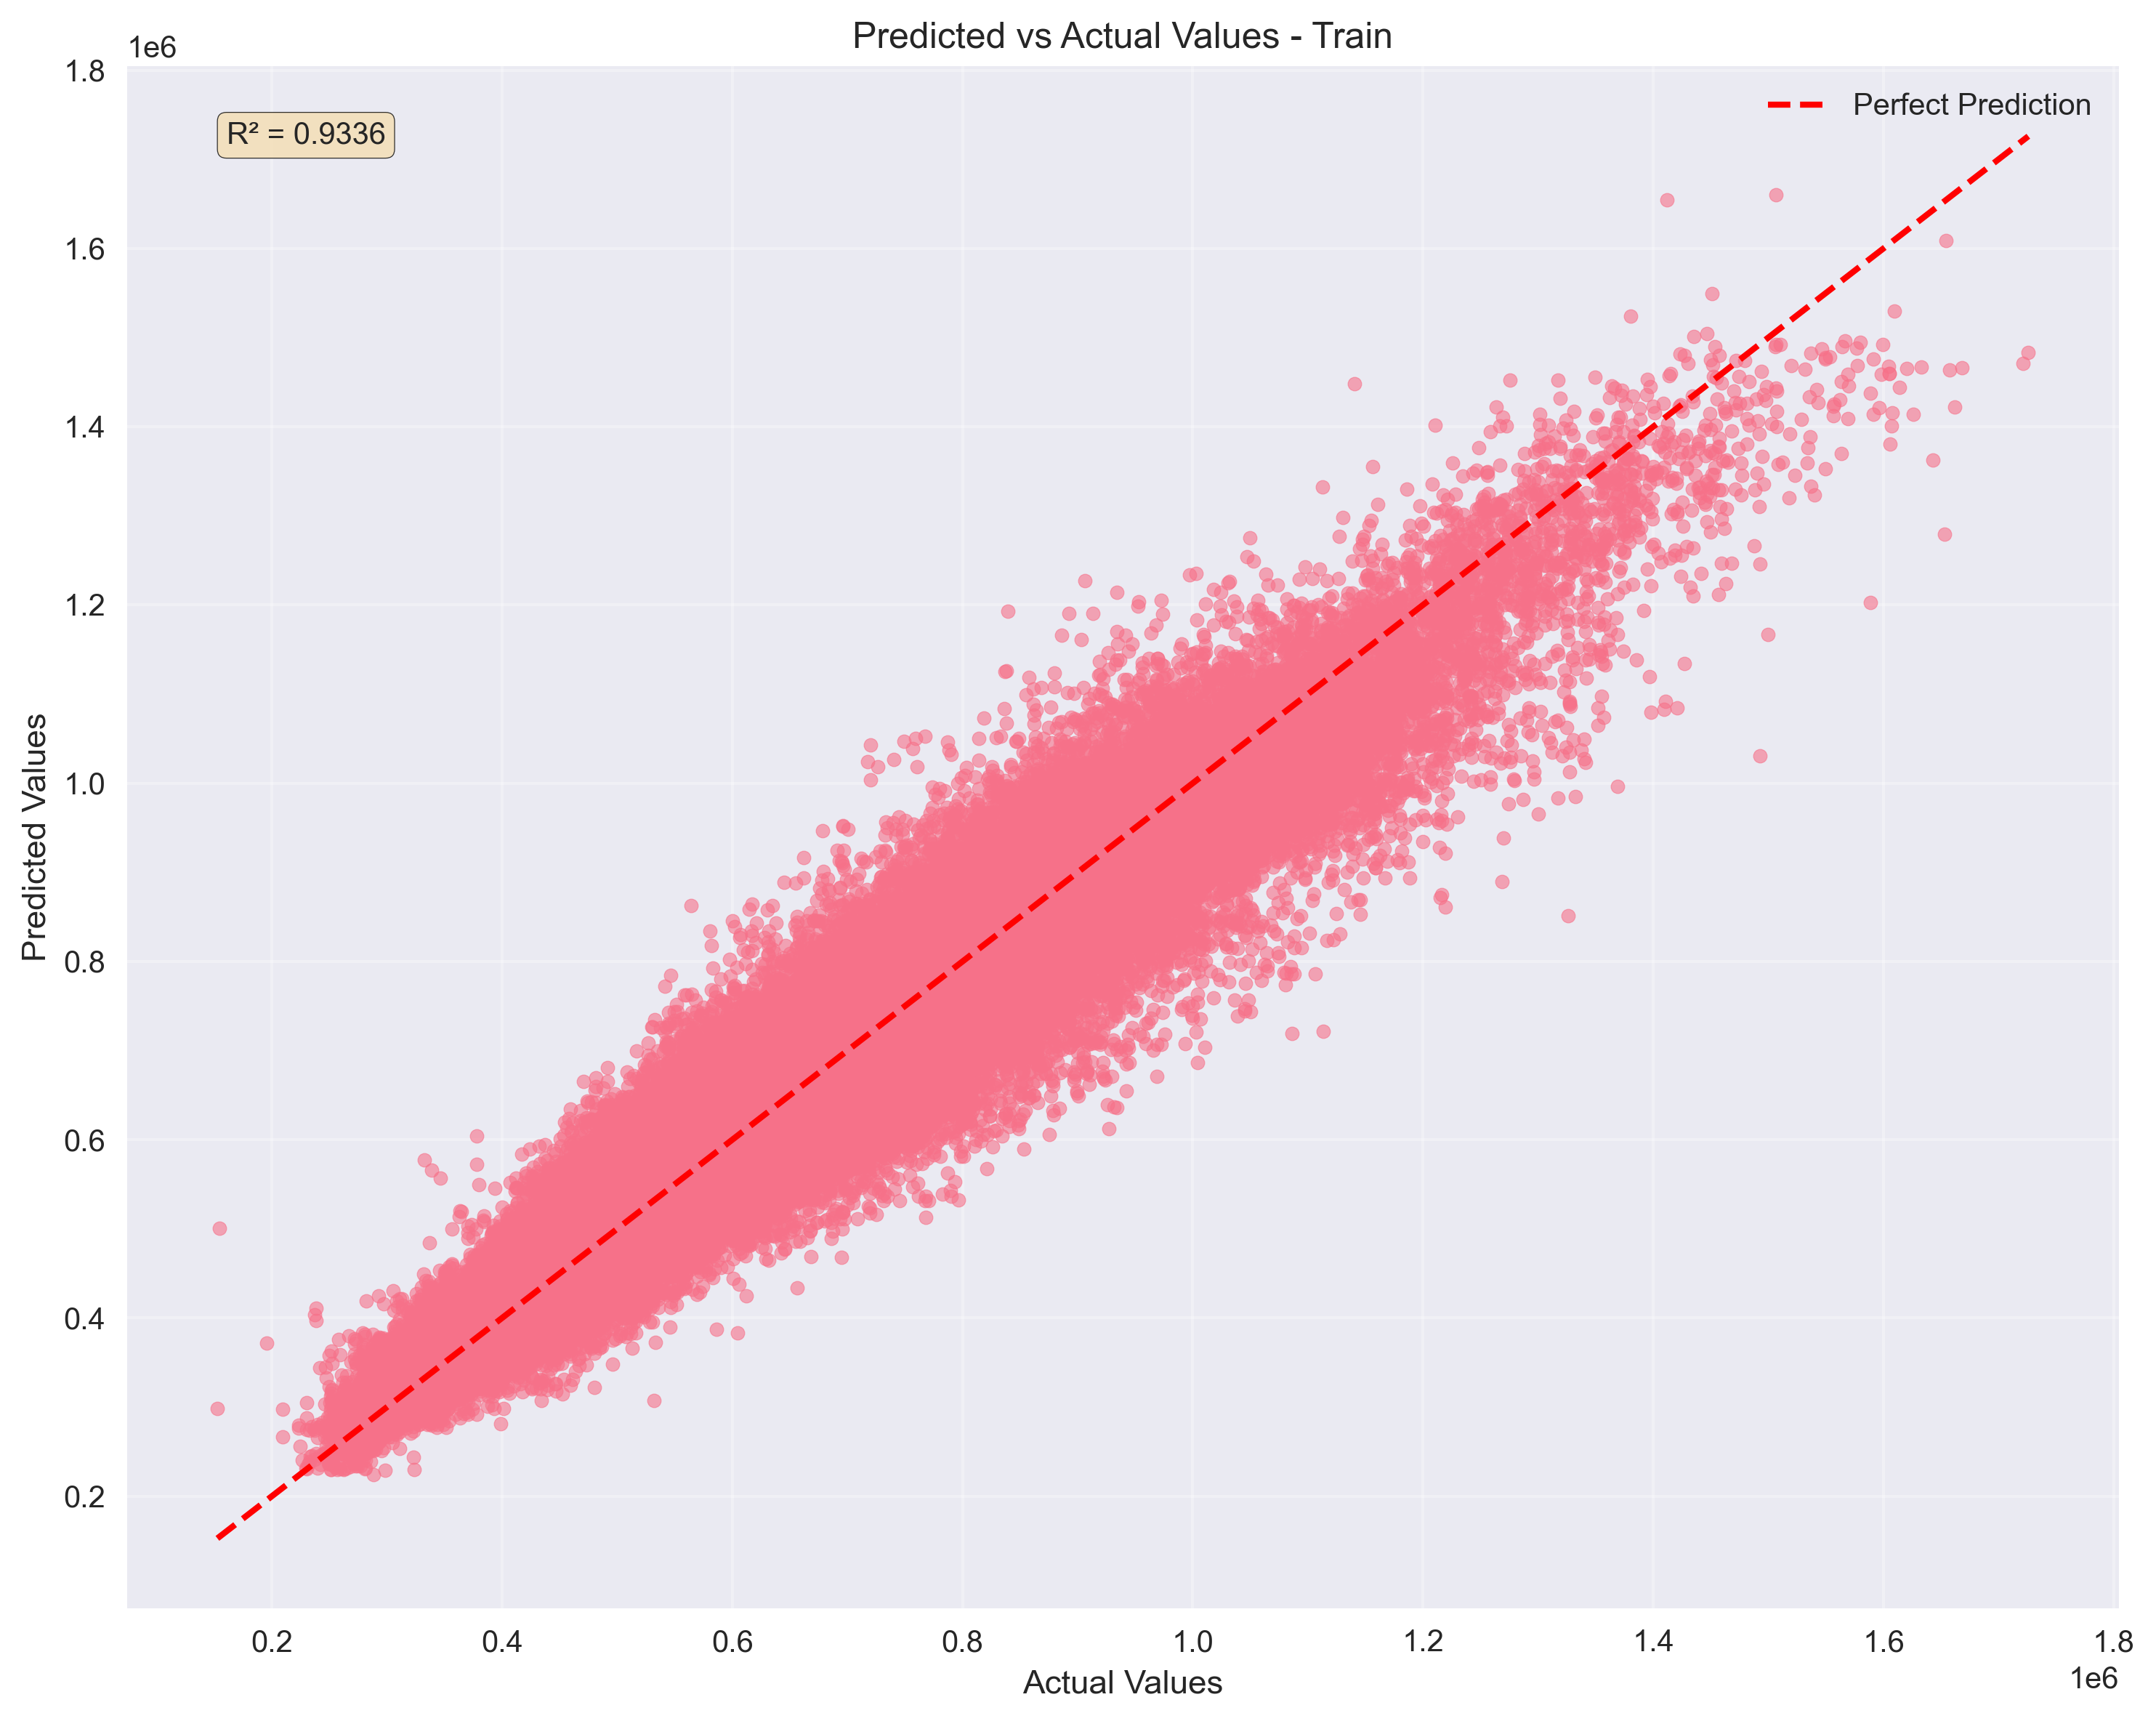 Predicted vs Actual Values - Train
1e6
1.8
1.6
1.4
1.2
1.0
0.8
0.6
0.4
0.2
Predicted Values
R² = 0.9336
Perfect Prediction
0.2 0.4 0.6 0.8 1.0 1.2 1.4 1.6 1.8
1e6
Actual Values